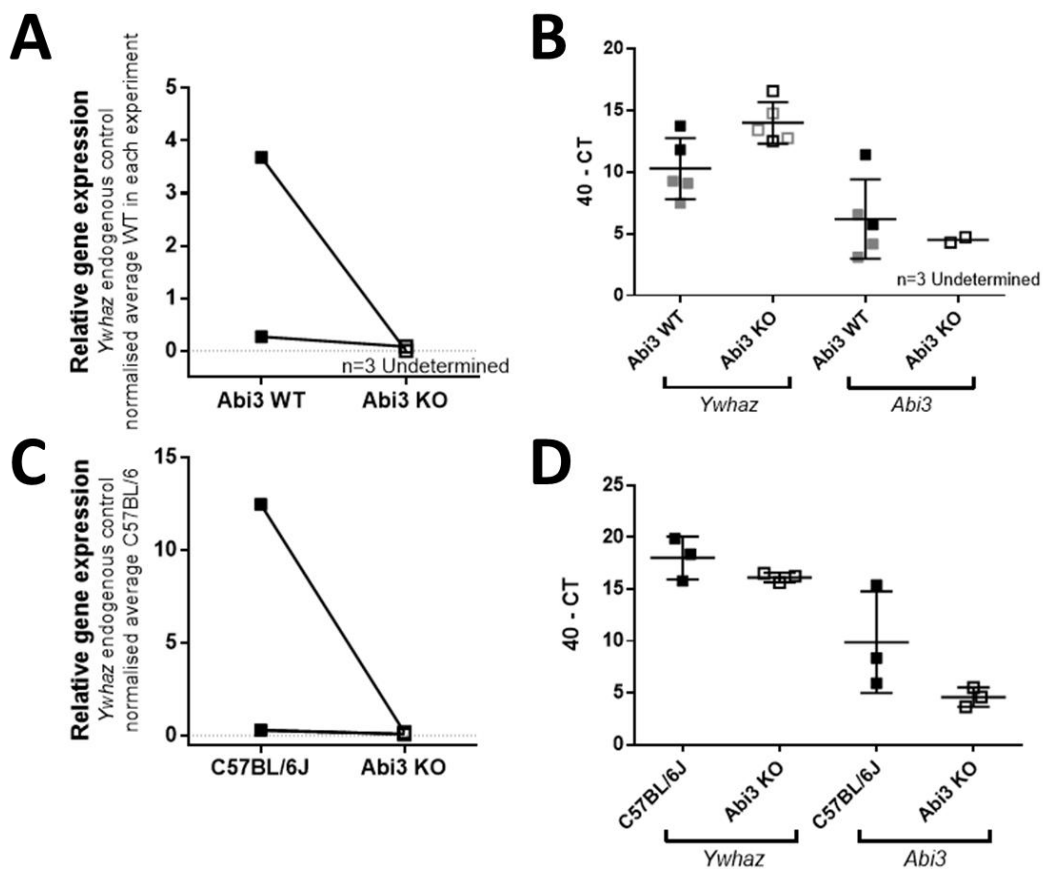 A
Relative gene expression
Ywhaz endogenous control
normalised average WT in each experiment
5
4
3
2
1
0
n=3 Undetermined
Abi3 WT
Abi3 KO
B
40 - CT
20
15
10
5
0
n=3 Undetermined
Abi3 WT
Abi3 KO
Abi3 WT
Abi3 KO
Ywhaz
Abi3
C
Relative gene expression
Ywhaz endogenous control
normalised average C57BL/6
15
10
5
0
C57BL/6J
Abi3 KO
D
40 - CT
25
20
15
10
5
0
C57BL/6J
Abi3 KO
C57BL/6J
Abi3 KO
Ywhaz
Abi3